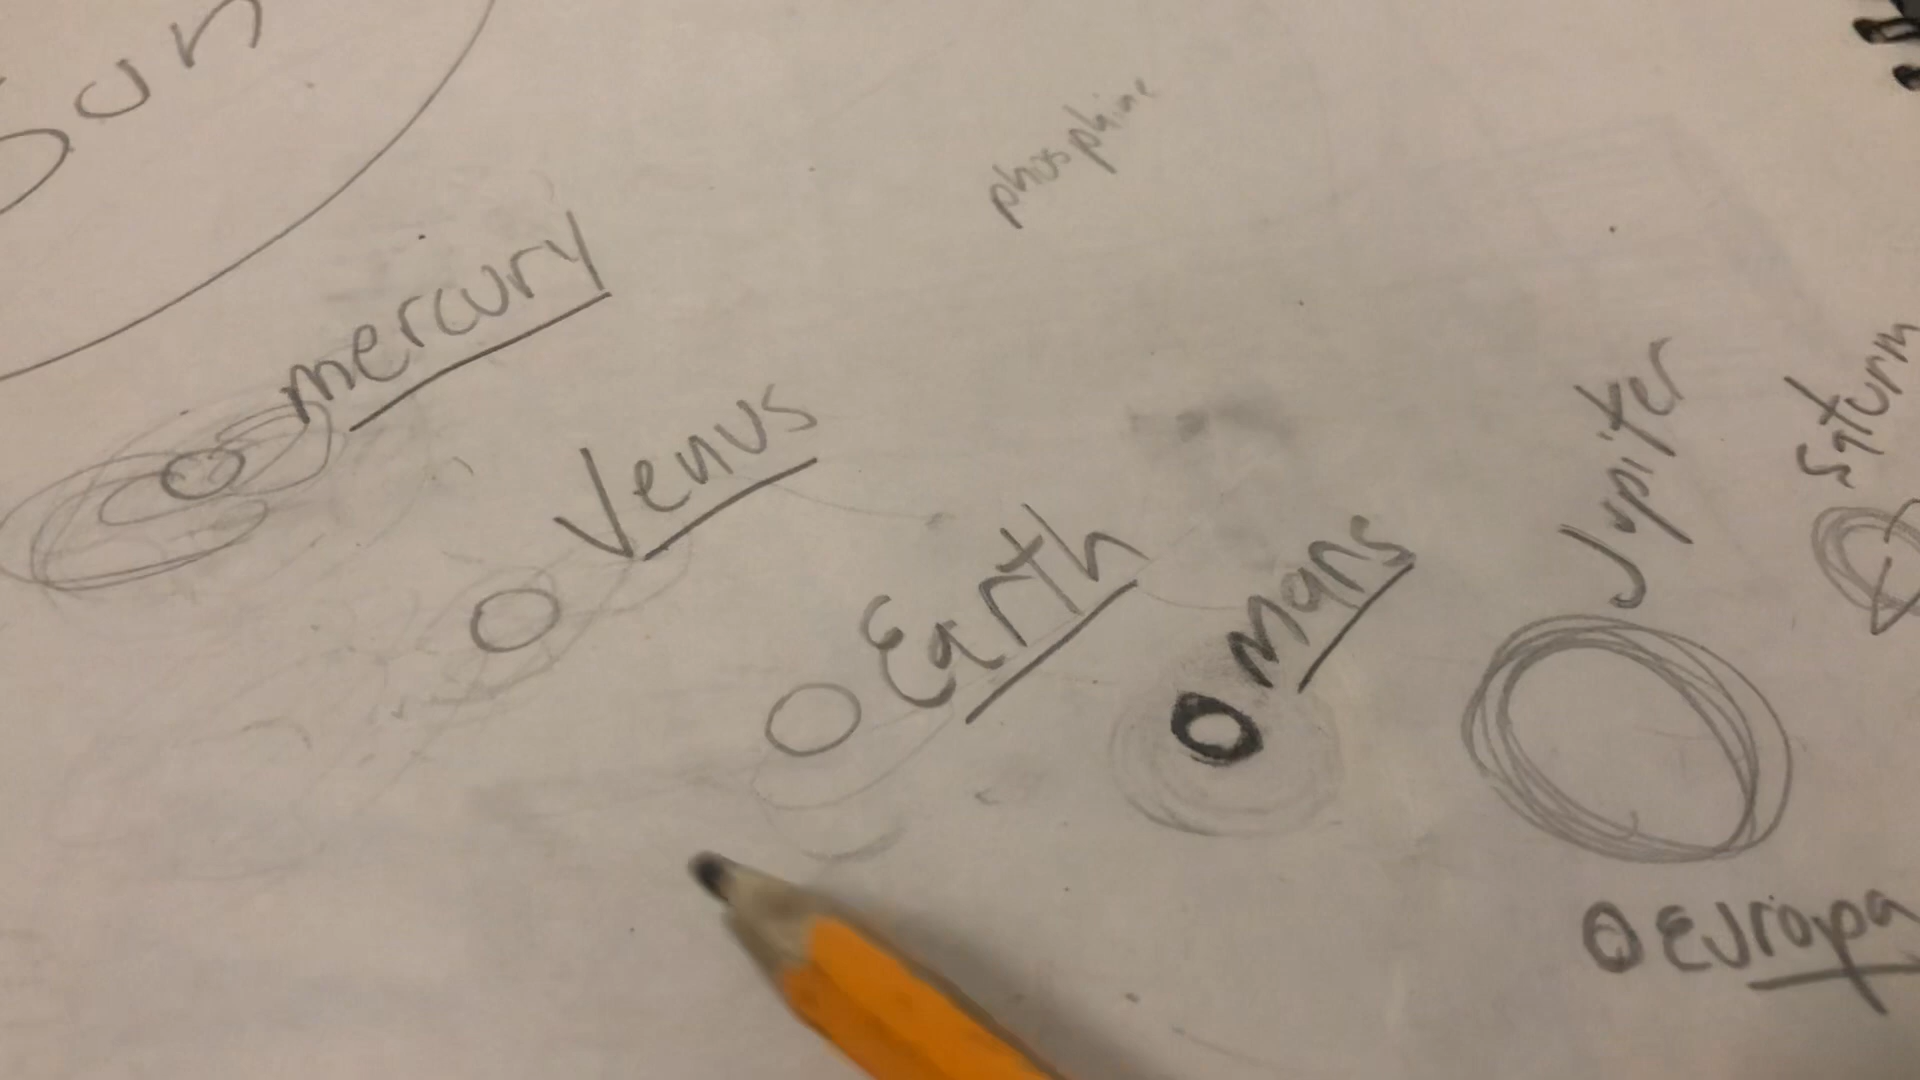 Sun
phosphine
mercury
Venus
Earth
mars
Jupiter
Saturn
Europa